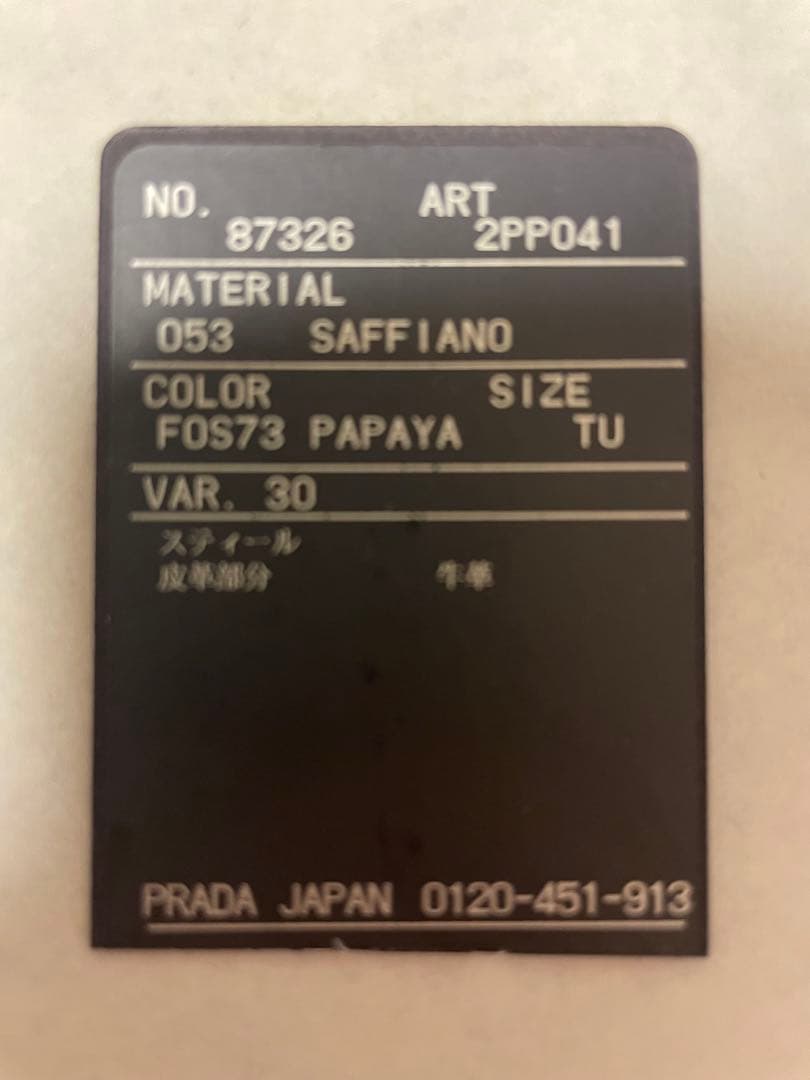 NO. ART
87326 2PP041
MATERIAL
053 SAFFIANO
COLOR SIZE
F0S73 PAPAYA TU
VAR. 30
スティール
皮革部分 牛革
PRADA JAPAN 0120-451-913